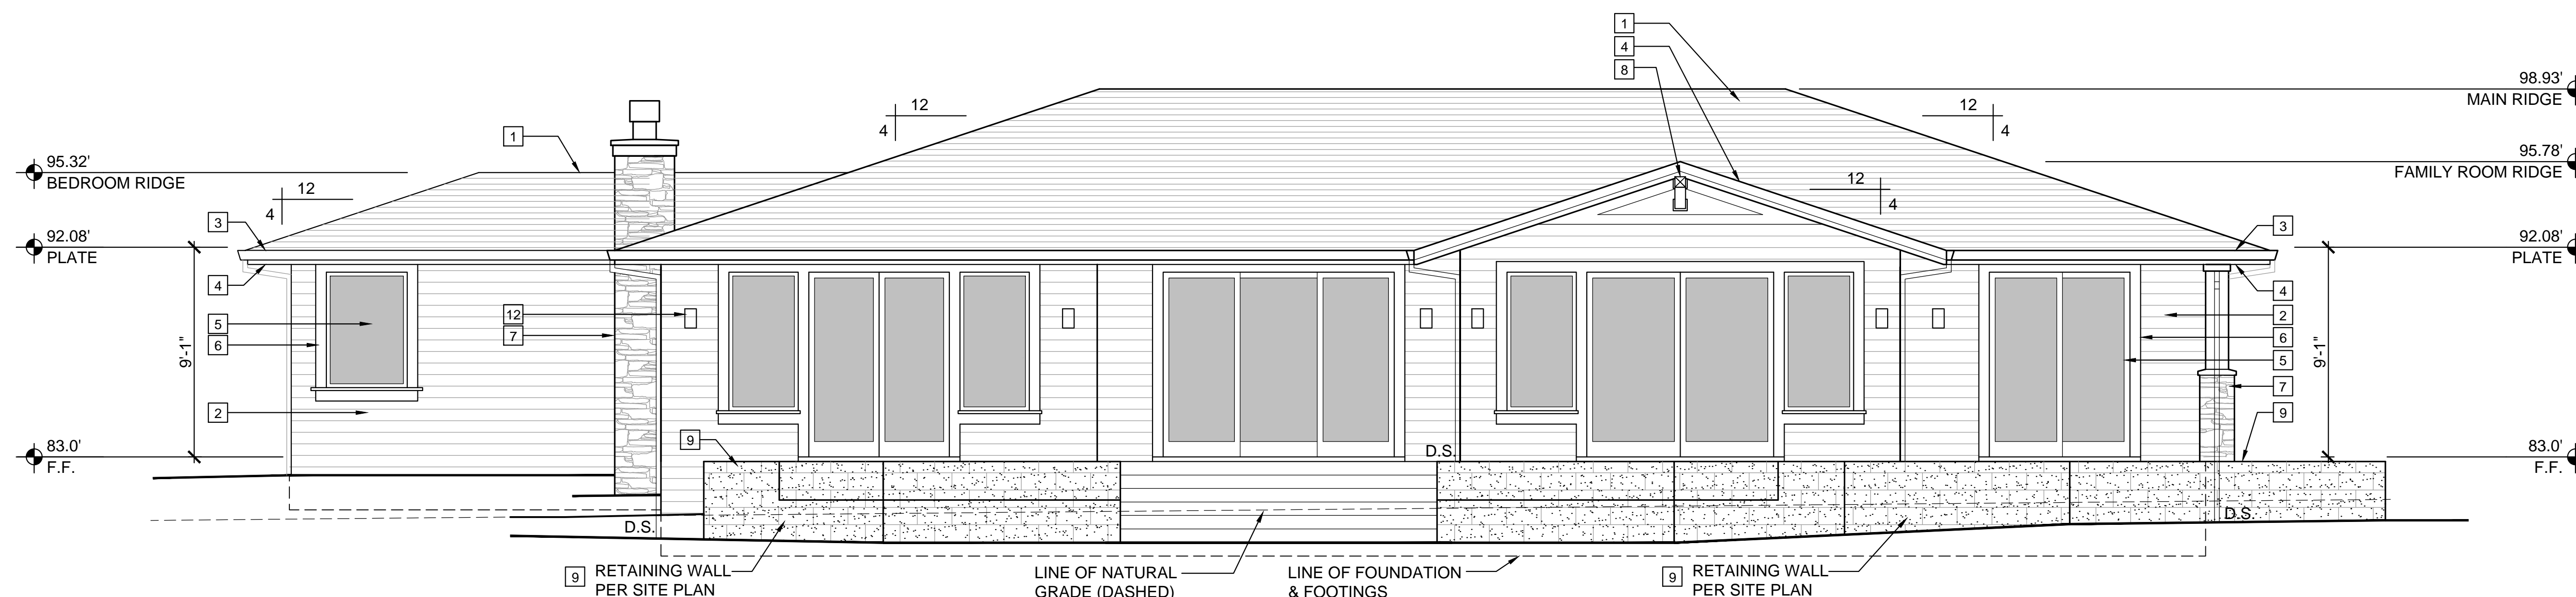 1
4
8
98.93'
MAIN RIDGE
12
4
12
4
1
95.32'
BEDROOM RIDGE
95.78'
FAMILY ROOM RIDGE
12
4
12
4
3
3
92.08'
PLATE
92.08'
PLATE
4
4
5
12
2
6
7
6
9'-1"
9'-1"
5
7
2
9
9
83.0'
F.F.
D.S.
83.0'
F.F.
D.S.
D.S.
9 RETAINING WALL
PER SITE PLAN
LINE OF NATURAL
GRADE (DASHED)
LINE OF FOUNDATION
& FOOTINGS
9 RETAINING WALL
PER SITE PLAN